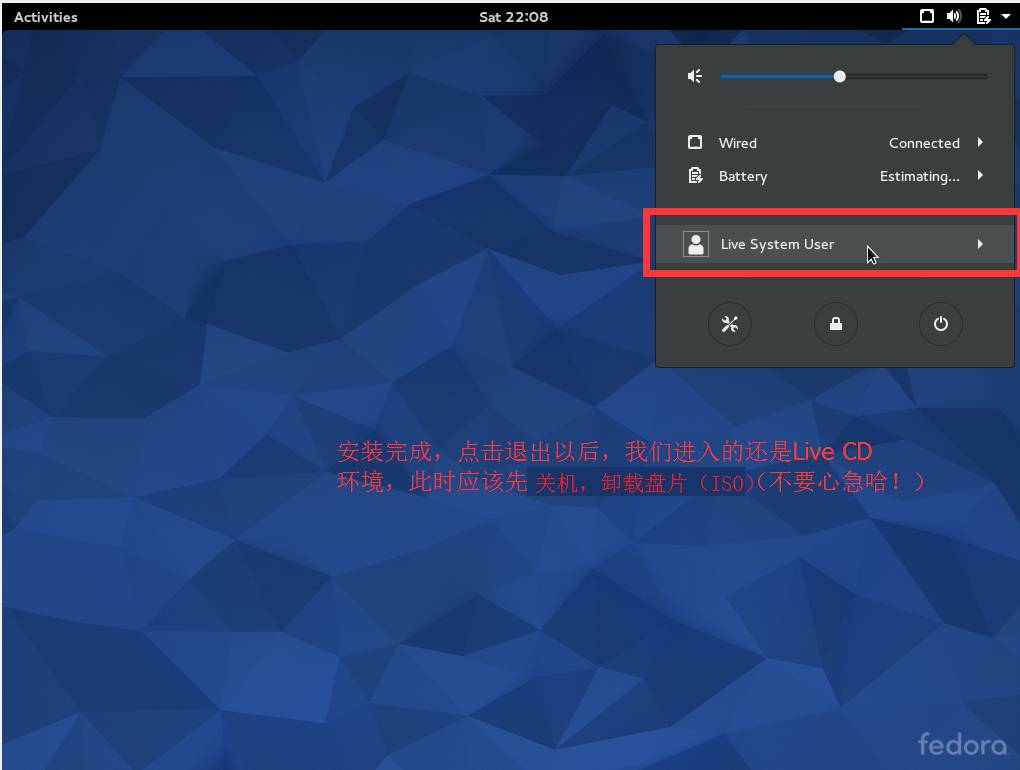 Activities
Sat 22:08
Wired
Connected
Battery
Estimating...
Live System User
安装完成，点击退出以后，我们进入的还是Live CD
环境，此时应该先 关机，卸载盘片（ISO）（不要心急哈！）
fedora